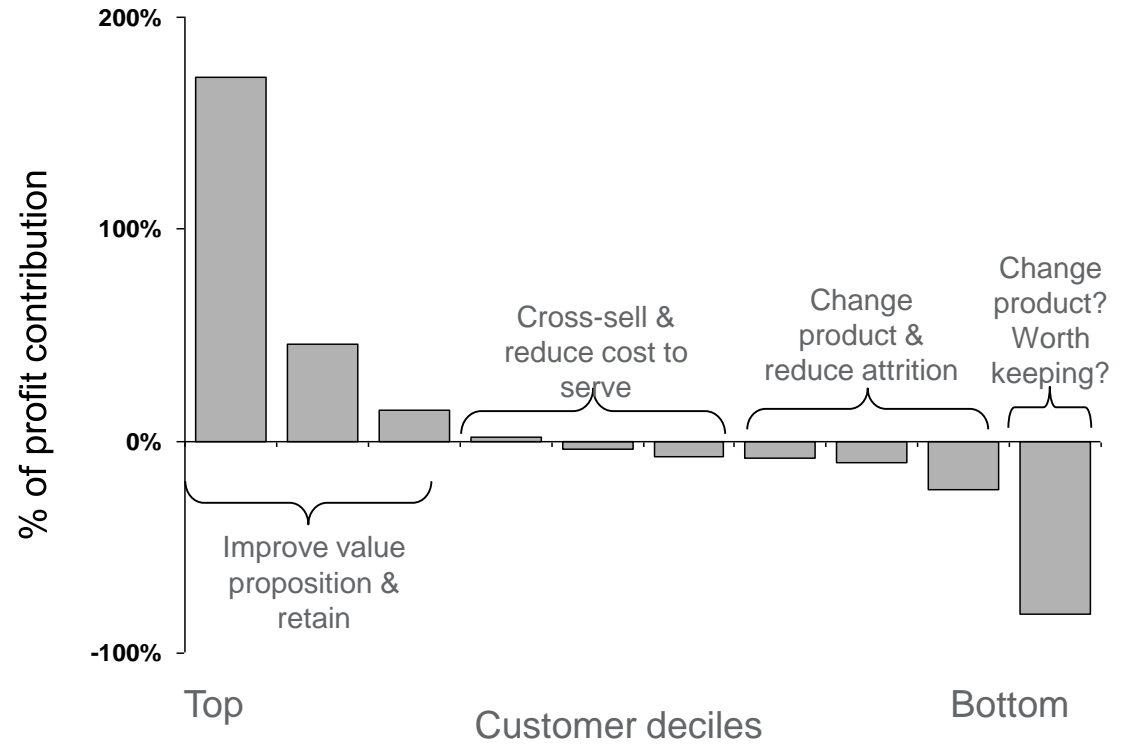 200%
100%
0%
-100%
% of profit contribution
Improve value
proposition &
retain
Cross-sell &
reduce cost to
serve
Change
product &
reduce attrition
Change
product?
Worth
keeping?
Top
Customer deciles
Bottom